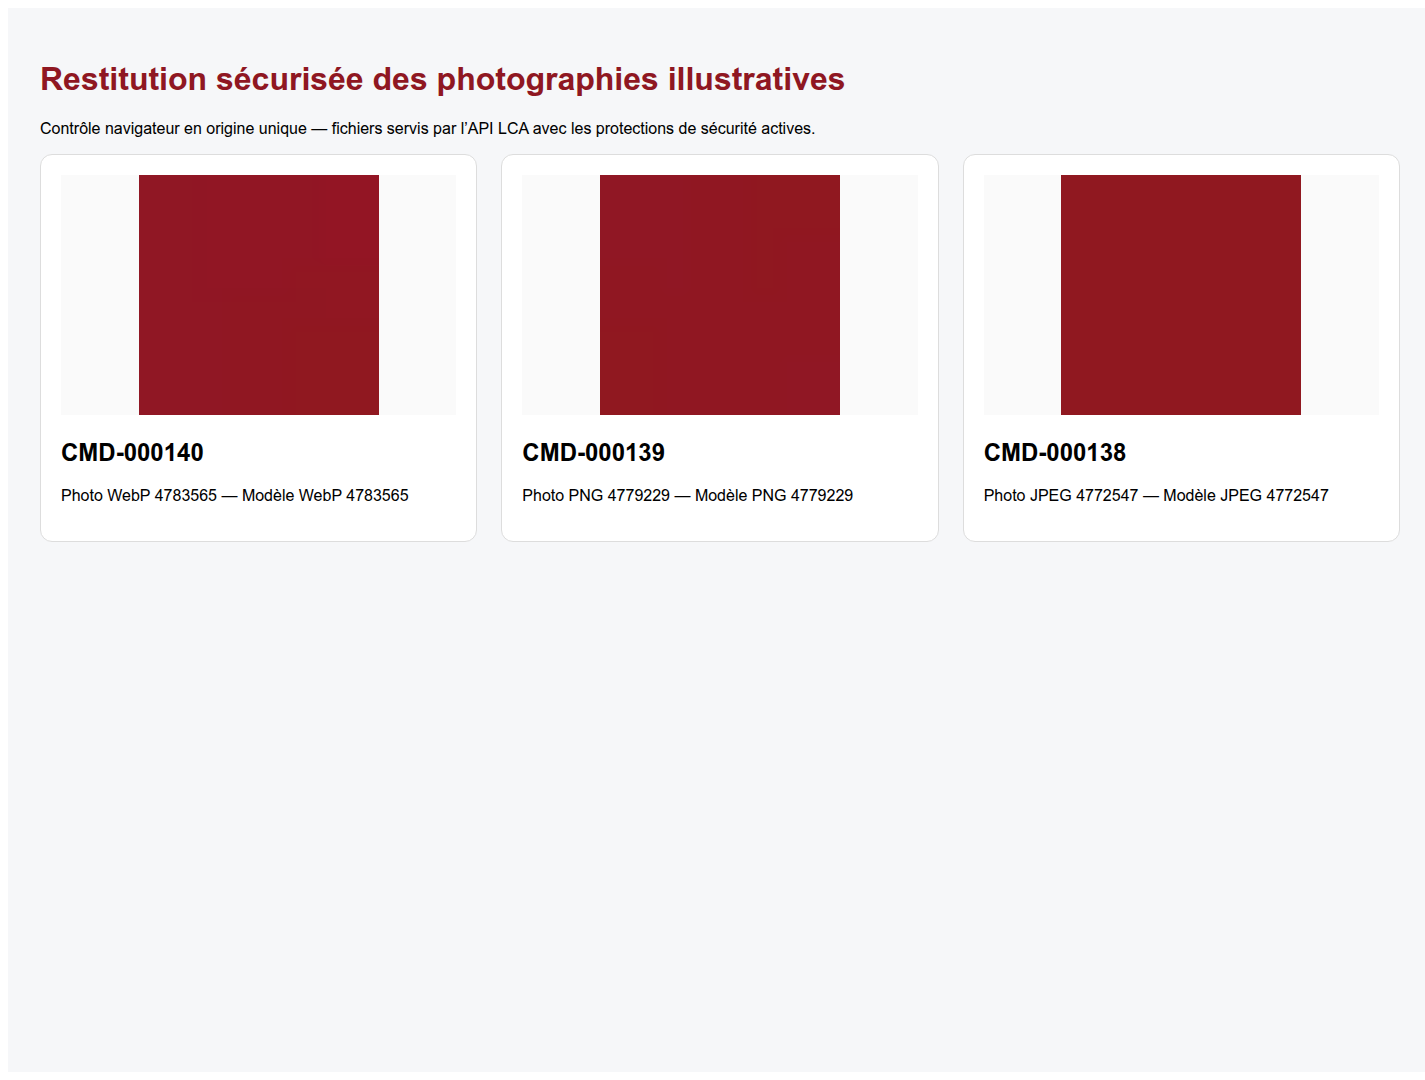 Restitution sécurisée des photographies illustratives
Contrôle navigateur en origine unique — fichiers servis par l’API LCA avec les protections de sécurité actives.
CMD-000140
Photo WebP 4783565 — Modèle WebP 4783565
CMD-000139
Photo PNG 4779229 — Modèle PNG 4779229
CMD-000138
Photo JPEG 4772547 — Modèle JPEG 4772547